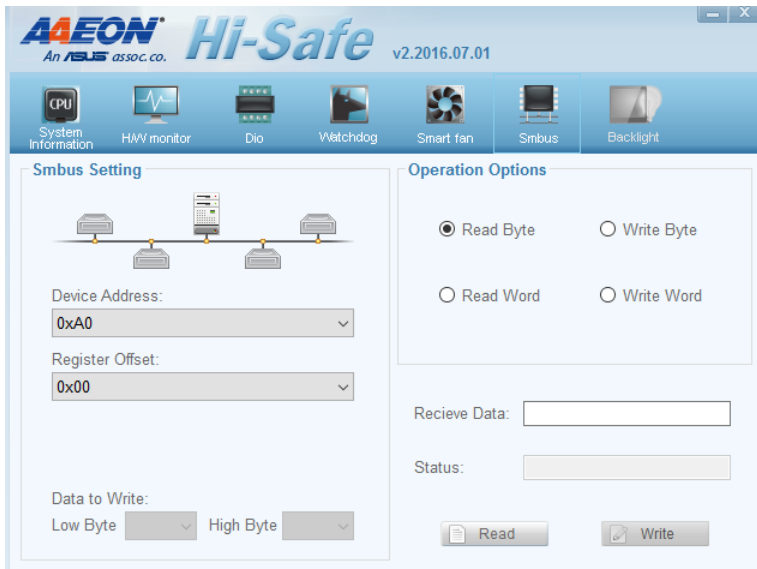 AAEON
An ASUS assoc.co.
Hi-Safe
v2.2016.07.01
CPU
System Information
H/W monitor
Dio
Watchdog
Smart fan
Smbus
Backlight
Smbus Setting
Device Address:
0xA0
Register Offset:
0x00
Data to Write:
Low Byte
High Byte
Operation Options
Read Byte
Write Byte
Read Word
Write Word
Recieve Data:
Status:
Read
Write